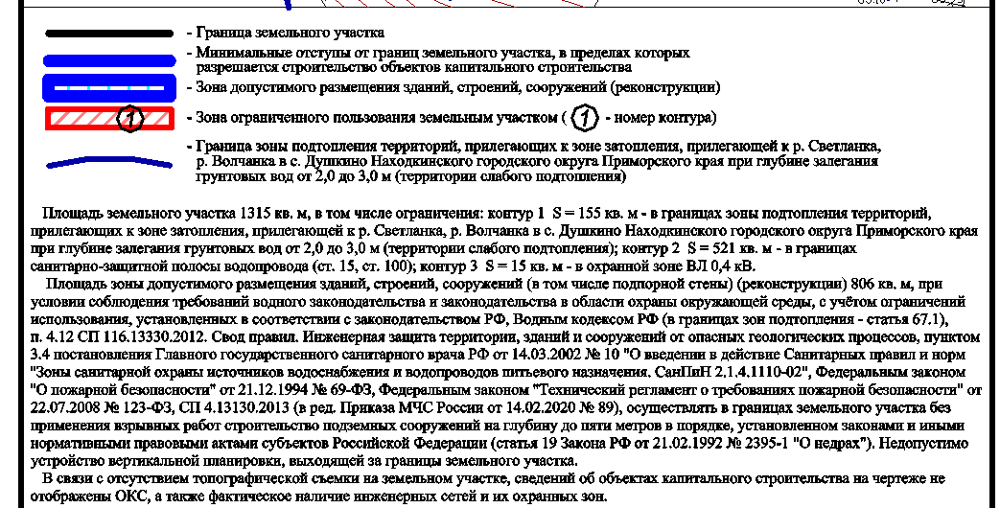 - Граница земельного участка
- Минимальные отступы от границ земельного участка, в пределах которых
разрешается строительство объектов капитального строительства
- Зона допустимого размещения зданий, строений, сооружений (реконструкции)
1 - Зона ограниченного пользования земельным участком ( 1 - номер контура)
- Граница зоны подтопления территорий, прилегающих к зоне затопления, прилегающей к р. Светланка,
р. Волчанка в с. Душкино Находкинского городского округа Приморского края при глубине залегания
грунтовых вод от 2,0 до 3,0 м (территории слабого подтопления)
Площадь земельного участка 1315 кв. м, в том числе ограничения: контур 1 S = 155 кв. м - в границах зоны подтопления территорий,
прилегающих к зоне затопления, прилегающей к р. Светланка, р. Волчанка в с. Душкино Находкинского городского округа Приморского края
при глубине залегания грунтовых вод от 2,0 до 3,0 м (территории слабого подтопления); контур 2 S = 521 кв. м - в границах
санитарно-защитной полосы водопровода (ст. 15, ст. 100); контур 3 S = 15 кв. м - в охранной зоне ВЛ 0,4 кВ.
Площадь зоны допустимого размещения зданий, строений, сооружений (в том числе подпорной стены) (реконструкции) 806 кв. м, при
условии соблюдения требований водного законодательства и законодательства в области охраны окружающей среды, с учётом ограничений
использования, установленных в соответствии с законодательством РФ, Водным кодексом РФ (в границах зон подтопления - статья 67.1),
п. 4.12 СП 116.13330.2012. Свод правил. Инженерная защита территории, зданий и сооружений от опасных геологических процессов, пунктом
3.4 постановления Главного государственного санитарного врача РФ от 14.03.2002 № 10 "О введении в действие Санитарных правил и норм
"Зоны санитарной охраны источников водоснабжения и водопроводов питьевого назначения. СанПиН 2.1.4.1110-02", Федеральным законом
"О пожарной безопасности" от 21.12.1994 № 69-ФЗ, Федеральным законом "Технический регламент о требованиях пожарной безопасности" от
22.07.2008 № 123-ФЗ, СП 4.13130.2013 (в ред. Приказа МЧС России от 14.02.2020 № 89), осуществлять в границах земельного участка без
применения взрывных работ строительство подземных сооружений на глубину до пяти метров в порядке, установленном законами и иными
нормативными правовыми актами субъектов Российской Федерации (статья 19 Закона РФ от 21.02.1992 № 2395-1 "О недрах"). Недопустимо
устройство вертикальной планировки, выходящей за границы земельного участка.
В связи с отсутствием топографической съемки на земельном участке, сведений об объектах капитального строительства на чертеже не
отображены ОКС, а также фактическое наличие инженерных сетей и их охранных зон.